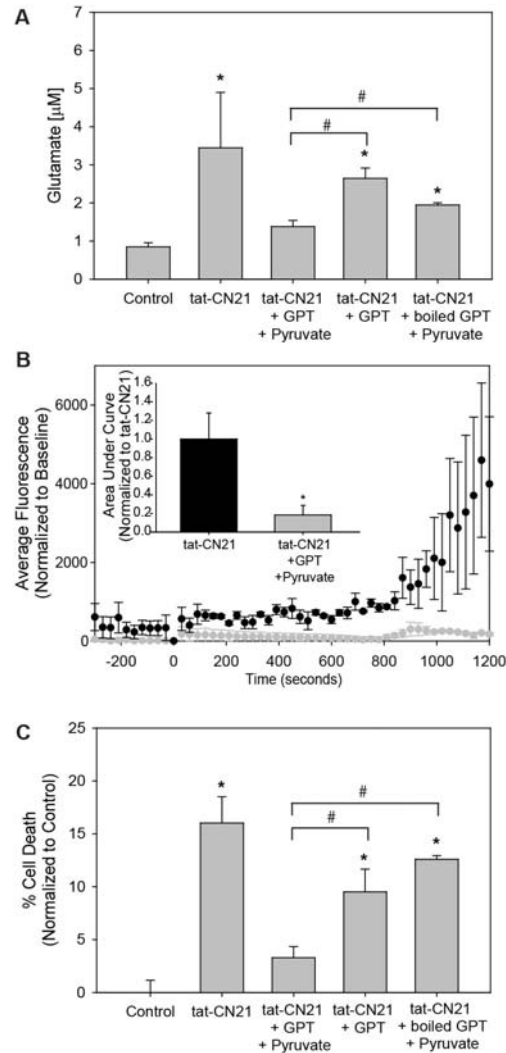 A
Glutamate [µM]
7
6
5
4
3
2
1
0
*
#
#
*
*
Control
tat-CN21
tat-CN21
+ GPT
+ Pyruvate
tat-CN21
+ GPT
tat-CN21
+ boiled GPT
+ Pyruvate
B
Average Fluorescence
(Normalized to Baseline)
6000
4000
2000
0
Area Under Curve
(Normalized to tat-CN21)
1.6
1.4
1.2
1.0
0.8
0.6
0.4
0.2
0.0
*
tat-CN21
tat-CN21
+GPT
+Pyruvate
-200 0 200 400 600 800 1000 1200
Time (seconds)
C
% Cell Death
(Normalized to Control)
25
20
15
10
5
0
*
#
#
*
*
Control
tat-CN21
tat-CN21
+ GPT
+ Pyruvate
tat-CN21
+ GPT
tat-CN21
+ boiled GPT
+ Pyruvate